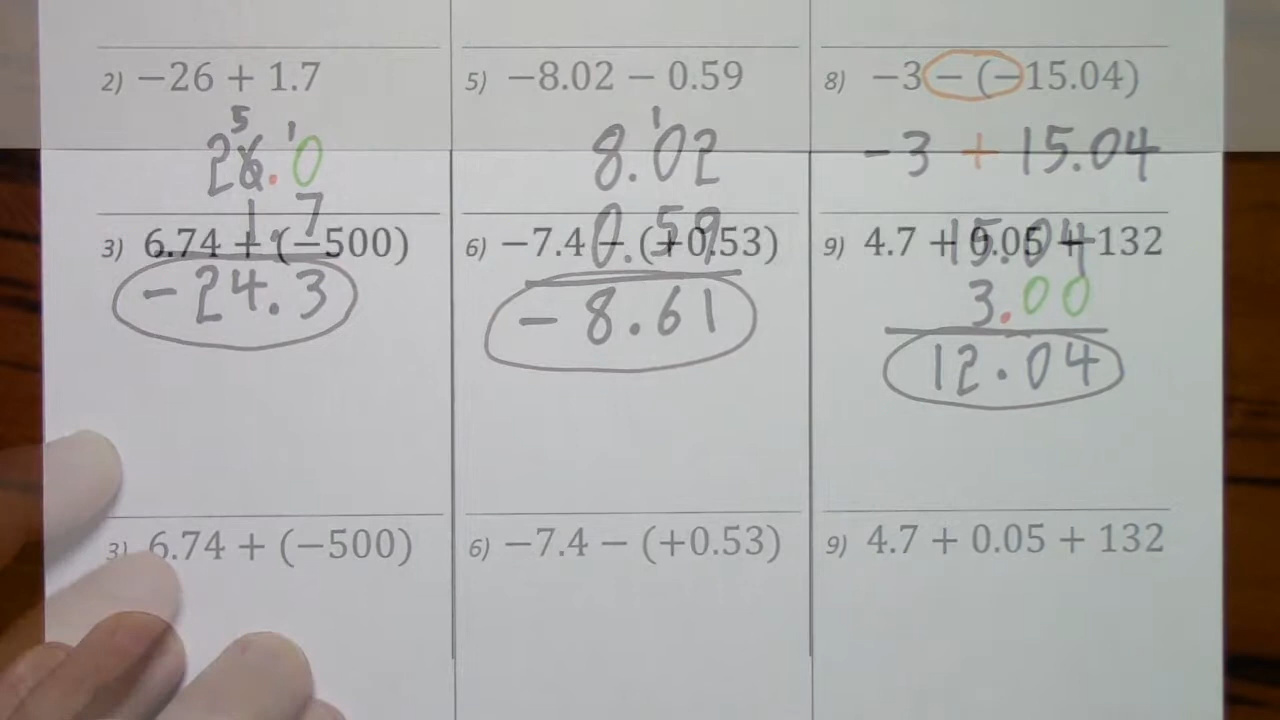 2) −26 + 1.7
5) −8.02 − 0.59
8) −3 − (−15.04)
5 1
26.0
1 7
-24.3
1
8.02
0.59
-8.61
-3 + 15.04
15.04
3.00
12.04
3) 6.74 + (−500)
6) −7.4 − (+0.53)
9) 4.7 + 0.05 + 132
3) 6.74 + (−500)
6) −7.4 − (+0.53)
9) 4.7 + 0.05 + 132